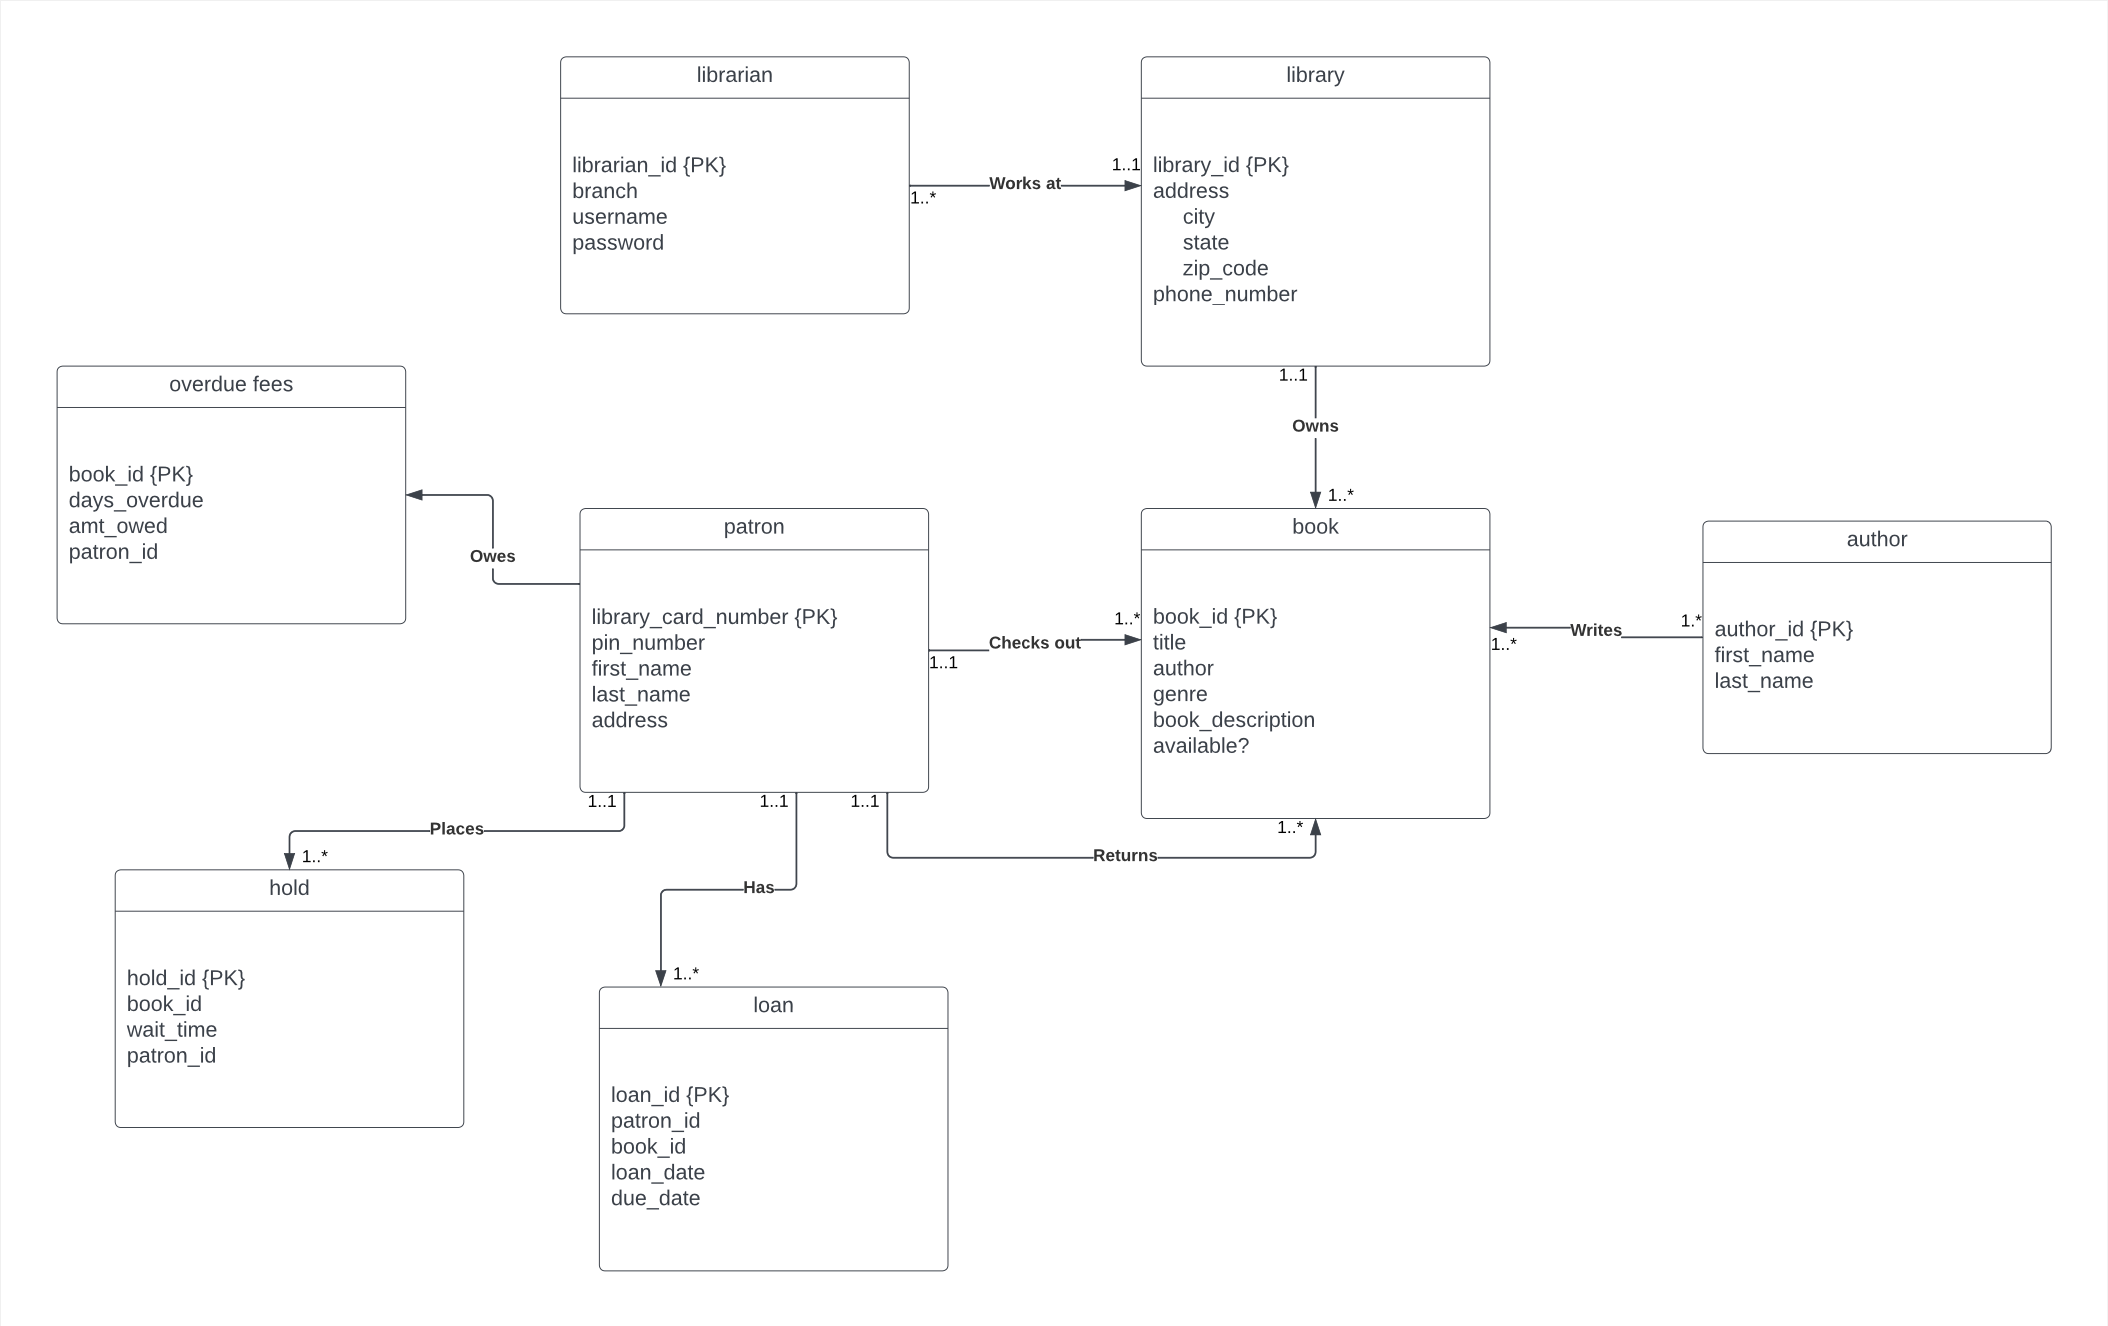 librarian
librarian_id {PK}
branch
username
password
1..*
Works at
1..1
library
library_id {PK}
address
city
state
zip_code
phone_number
1..1
Owns
1..*
overdue fees
book_id {PK}
days_overdue
amt_owed
patron_id
Owes
patron
library_card_number {PK}
pin_number
first_name
last_name
address
1..1
Checks out
1..*
book
book_id {PK}
title
author
genre
book_description
available?
1..*
Writes
1.*
author
author_id {PK}
first_name
last_name
1..1
Places
1..*
1..1
Has
1..*
1..1
Returns
1..*
hold
hold_id {PK}
book_id
wait_time
patron_id
loan
loan_id {PK}
patron_id
book_id
loan_date
due_date